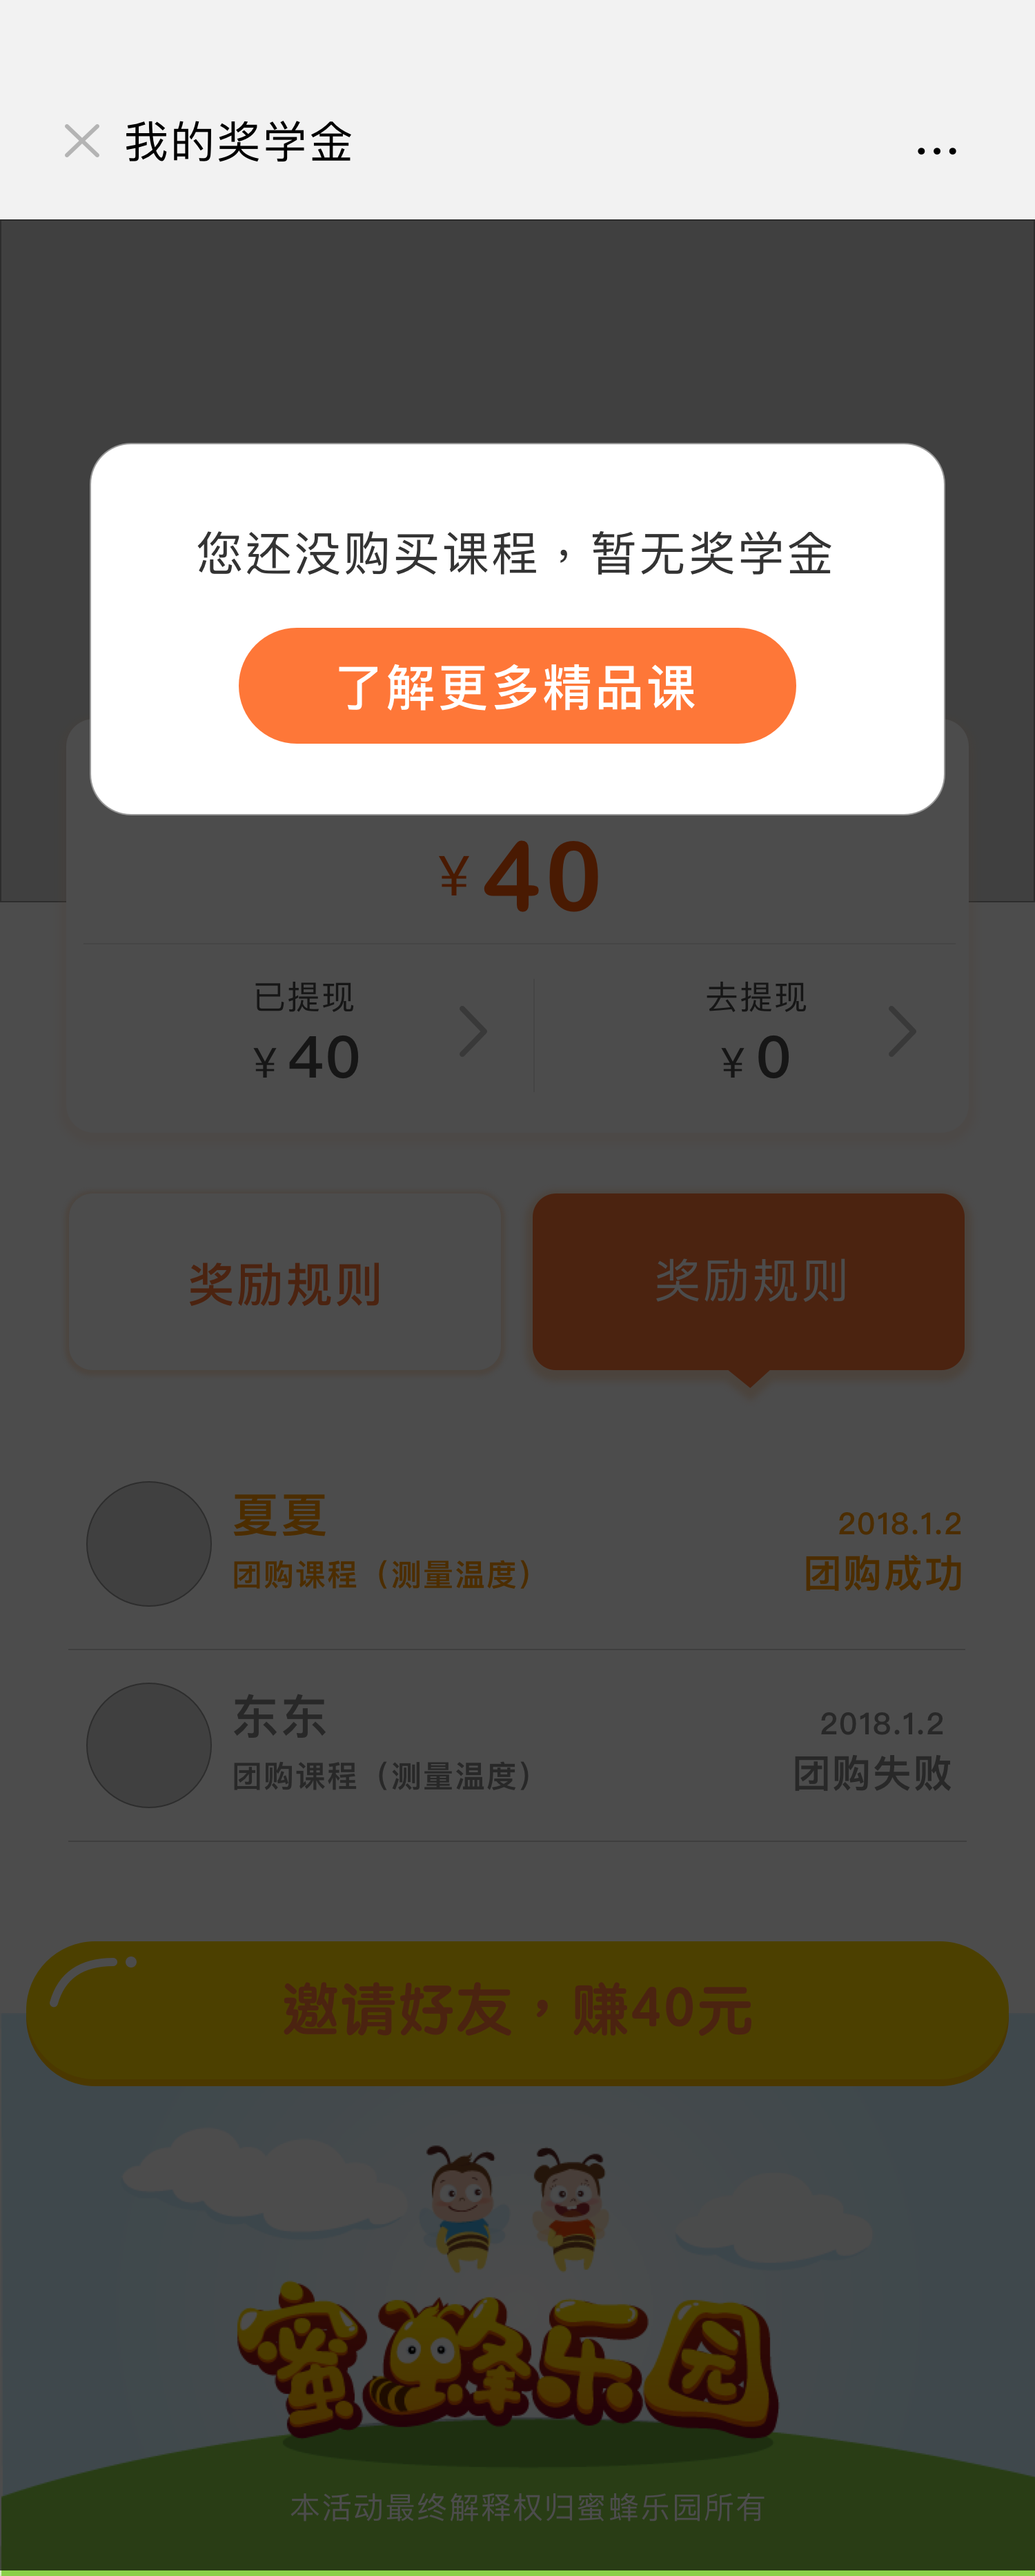 我的奖学金
您还没购买课程，暂无奖学金
了解更多精品课
¥40
已提现
去提现
¥ 40
¥ 0
奖励规则
奖励规则
夏夏
2018.1.2
团购课程（测量温度）
团购成功
东东
2018.1.2
团购课程（测量温度）
团购失败
邀请好友，赚40元
蜜蜂乐园
本活动最终解释权归蜜蜂乐园所有